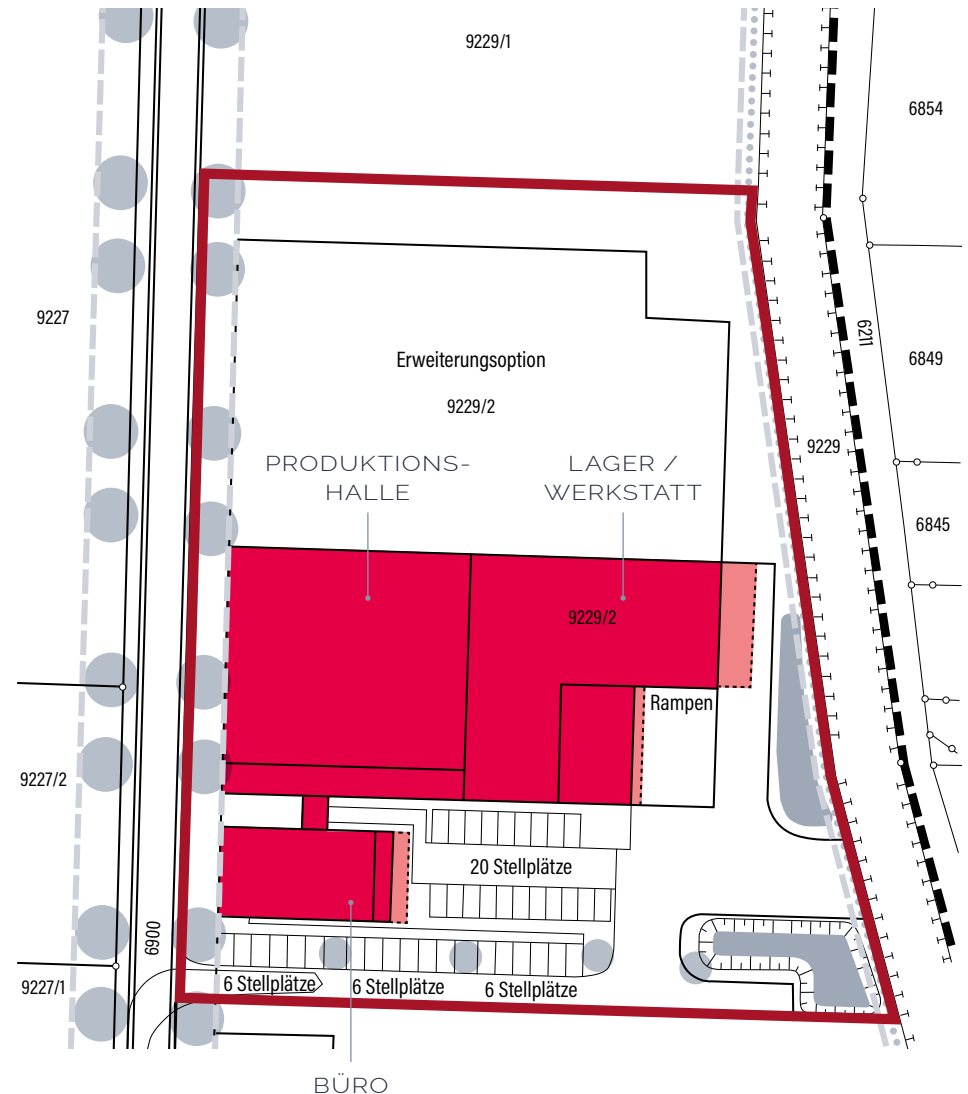 9229/1
6854
9227
6211
Erweiterungsoption
6849
9229/2
9229
PRODUKTIONS-
HALLE
LAGER /
WERKSTATT
6845
9229/2
Rampen
9227/2
20 Stellplätze
6900
9227/1
6 Stellplätze
6 Stellplätze
6 Stellplätze
BÜRO